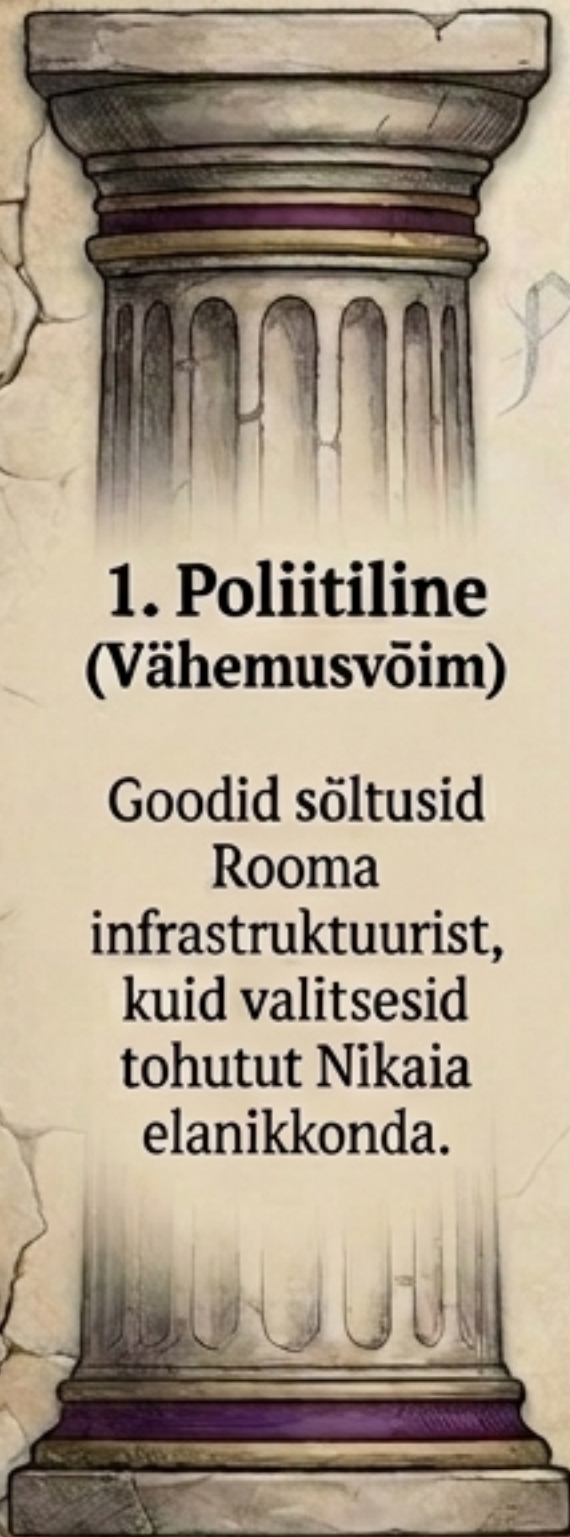 1. Poliitiline
(Vähemusvõim)
Goodid sõltusid
Rooma
infrastruktuurist,
kuid valitsesid
tohutut Nikaia
elanikkonda.